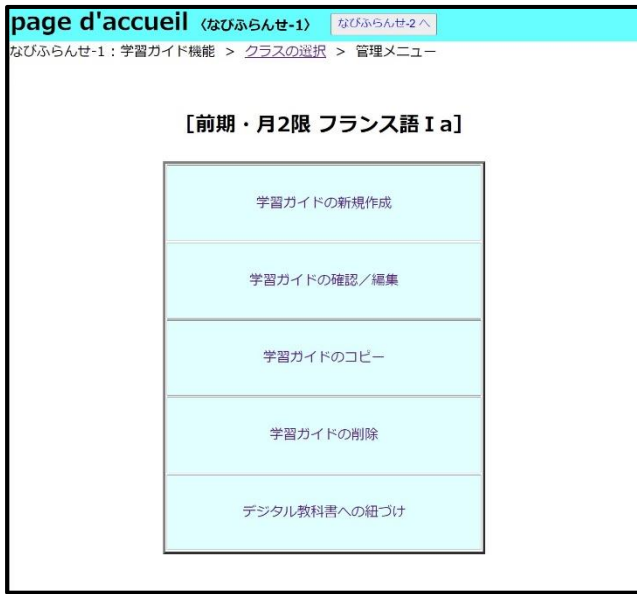 page d'accueil 〈なびふらんせ-1〉 なびふらんせ-2 へ
なびふらんせ-1：学習ガイド機能 > クラスの選択 > 管理メニュー
[前期・月2限 フランス語Ⅰa]
学習ガイドの新規作成
学習ガイドの確認／編集
学習ガイドのコピー
学習ガイドの削除
デジタル教科書への紐づけ